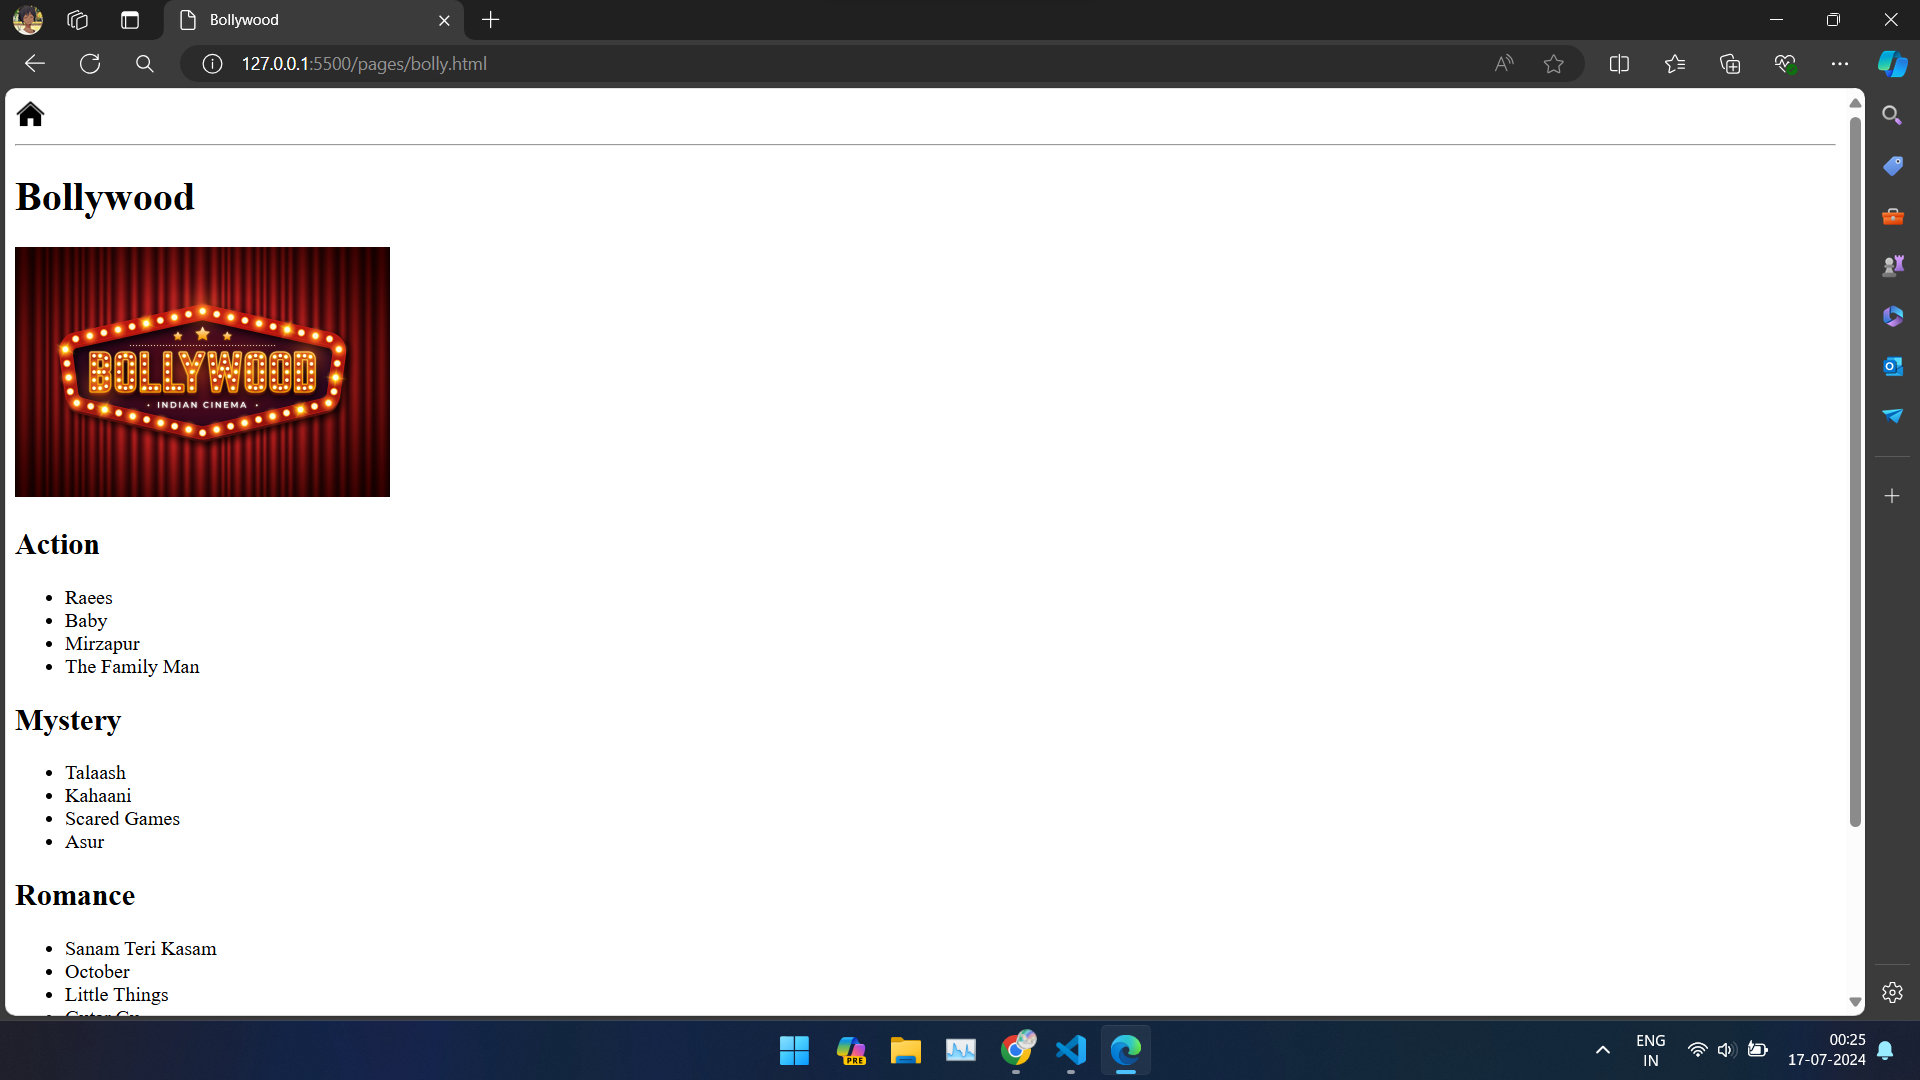 Bollywood
127.0.0.1:5500/pages/bolly.html
Bollywood
BOLLYWOOD
• INDIAN CINEMA •
Action
• Raees
• Baby
• Mirzapur
• The Family Man
Mystery
• Talaash
• Kahaani
• Scared Games
• Asur
Romance
• Sanam Teri Kasam
• October
• Little Things
PRE
ENG
IN
00:25
17-07-2024